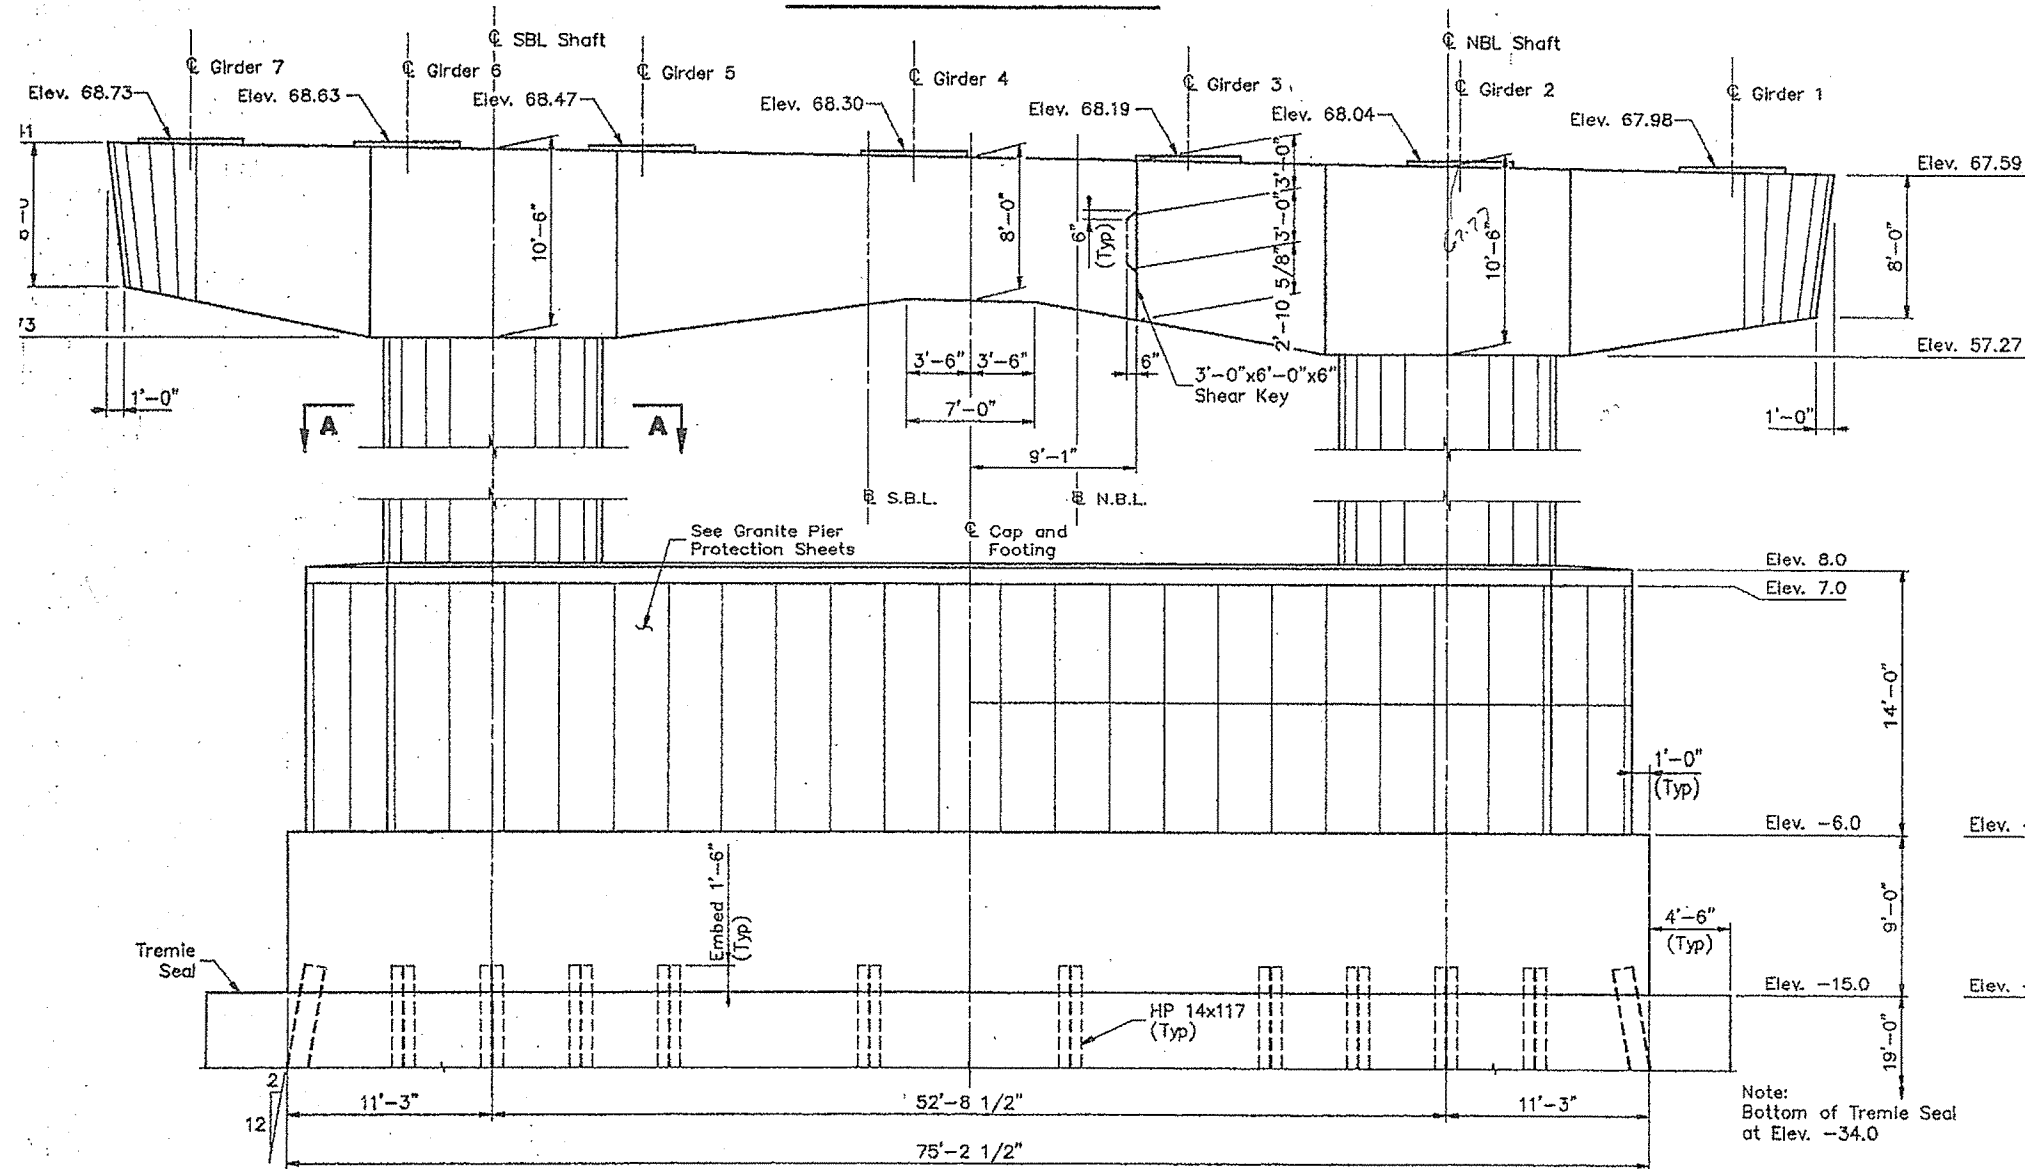 ℄ SBL Shaft
℄ NBL Shaft
℄ Girder 7
℄ Girder 6
℄ Girder 5
℄ Girder 4
℄ Girder 3
℄ Girder 2
℄ Girder 1
Elev. 68.73
Elev. 68.63
Elev. 68.47
Elev. 68.30
Elev. 68.19
Elev. 68.04
Elev. 67.98
Elev. 67.59
10'-6"
8'-0"
6"
(Typ)
3'-0"
3'-0"
2'-10 5/8"
10'-6"
8'-0"
73
Elev. 57.27
3'-6"
3'-6"
6"
3'-0"x6'-0"x6"
Shear Key
1'-0"
7'-0"
1'-0"
A
A
9'-1"
℄ S.B.L.
℄ N.B.L.
See Granite Pier
Protection Sheets
℄ Cap and
Footing
Elev. 8.0
Elev. 7.0
14'-0"
1'-0"
(Typ)
Elev. -6.0
Elev.
Embed 1'-6"
(Typ)
9'-0"
4'-6"
(Typ)
Tremie
Seal
Elev. -15.0
Elev.
HP 14x117
(Typ)
19'-0"
2
12
11'-3"
52'-8 1/2"
11'-3"
Note:
Bottom of Tremie Seal
at Elev. -34.0
75'-2 1/2"